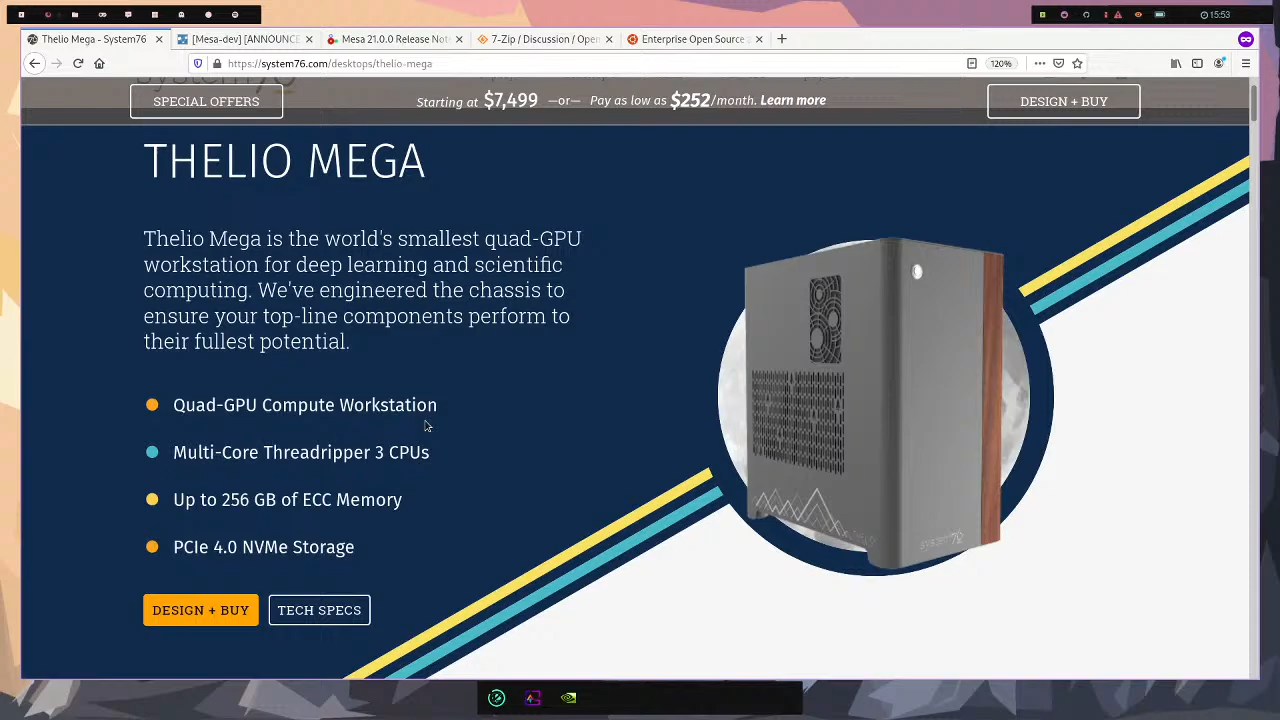 15:53
Thelio Mega - System76
[Mesa-dev] [ANNOUNCE
Mesa 21.0.0 Release Note
7-Zip / Discussion / Open
Enterprise Open Source
https://system76.com/desktops/thelio-mega
120%
system76
SPECIAL OFFERS
Starting at $7,499 —or— Pay as low as $252/month. Learn more
DESIGN + BUY
THELIO MEGA
Thelio Mega is the world's smallest quad-GPU
workstation for deep learning and scientific
computing. We've engineered the chassis to
ensure your top-line components perform to
their fullest potential.
Quad-GPU Compute Workstation
Multi-Core Threadripper 3 CPUs
Up to 256 GB of ECC Memory
PCIe 4.0 NVMe Storage
DESIGN + BUY
TECH SPECS
system76